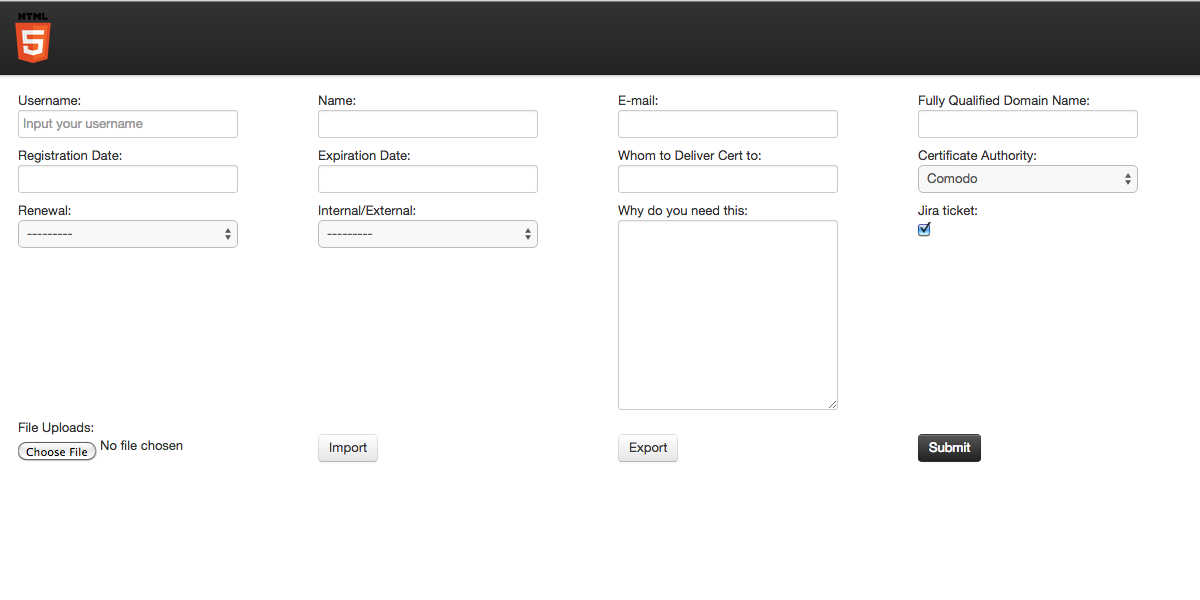 HTML
5
Username: Name: E-mail: Fully Qualified Domain Name:
Input your username
Registration Date: Expiration Date: Whom to Deliver Cert to: Certificate Authority:
Comodo
Renewal: Internal/External: Why do you need this: Jira ticket:
--------- ---------
File Uploads:
Choose File No file chosen Import Export Submit